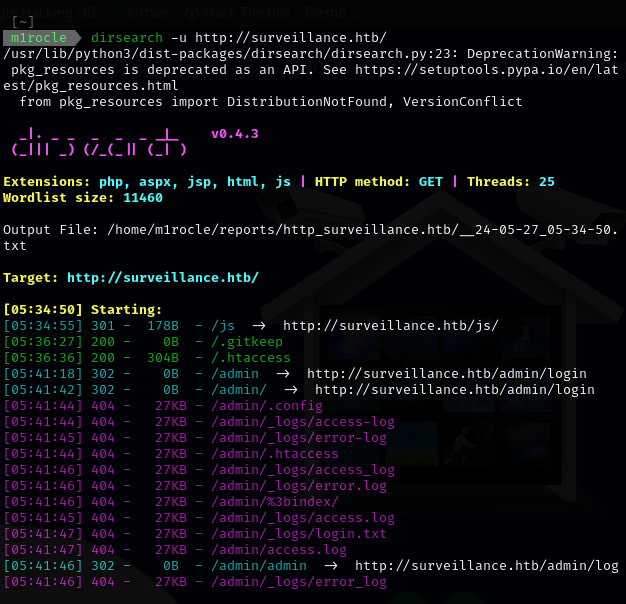 Hacking DB OffSec Hack The Box :: Dashbo...
[~]
m1rocle dirsearch -u http://surveillance.htb/
/usr/lib/python3/dist-packages/dirsearch/dirsearch.py:23: DeprecationWarning:
pkg_resources is deprecated as an API. See https://setuptools.pypa.io/en/lat
est/pkg_resources.html
from pkg_resources import DistributionNotFound, VersionConflict
_|. _ _ _ _ _ _|_ v0.4.3
(_||| _) (/_(_|| (_| )
Extensions: php, aspx, jsp, html, js | HTTP method: GET | Threads: 25
Wordlist size: 11460
Output File: /home/m1rocle/reports/http_surveillance.htb/__24-05-27_05-34-50.
txt
Target: http://surveillance.htb/
[05:34:50] Starting:
[05:34:55] 301 - 178B - /js -> http://surveillance.htb/js/
[05:36:27] 200 - 0B - /.gitkeep
[05:36:36] 200 - 304B - /.htaccess
[05:41:18] 302 - 0B - /admin -> http://surveillance.htb/admin/login
[05:41:42] 302 - 0B - /admin/ -> http://surveillance.htb/admin/login
[05:41:44] 404 - 27KB - /admin/.config
[05:41:44] 404 - 27KB - /admin/_logs/access-log
[05:41:45] 404 - 27KB - /admin/_logs/error-log
[05:41:44] 404 - 27KB - /admin/.htaccess
[05:41:46] 404 - 27KB - /admin/_logs/access_log
[05:41:46] 404 - 27KB - /admin/_logs/error.log
[05:41:46] 404 - 27KB - /admin/%3bindex/
[05:41:45] 404 - 27KB - /admin/_logs/access.log
[05:41:47] 404 - 27KB - /admin/_logs/login.txt
[05:41:47] 404 - 27KB - /admin/access.log
[05:41:46] 302 - 0B - /admin/admin -> http://surveillance.htb/admin/log
[05:41:46] 404 - 27KB - /admin/_logs/error_log